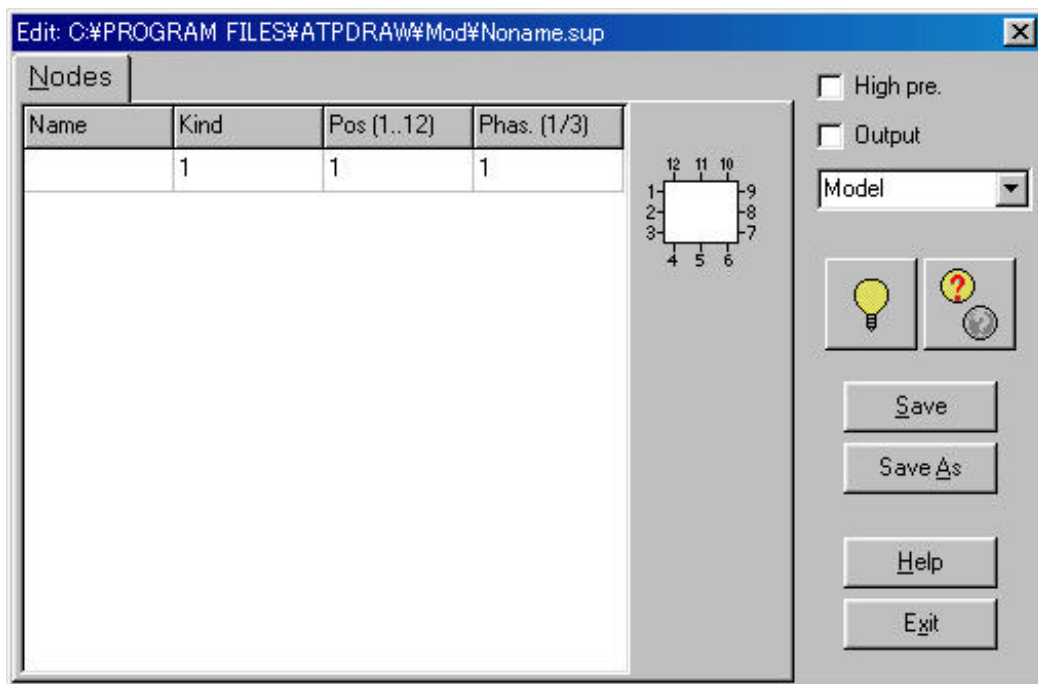 Edit: C:¥PROGRAM FILES¥ATPDRAW¥Mod¥Noname.sup
Nodes
Name Kind Pos (1..12) Phas. (1/3)
1 1 1
12 11 10
1 9
2 8
3 7
4 5 6
High pre.
Output
Model
?
?
Save
Save As
Help
Exit